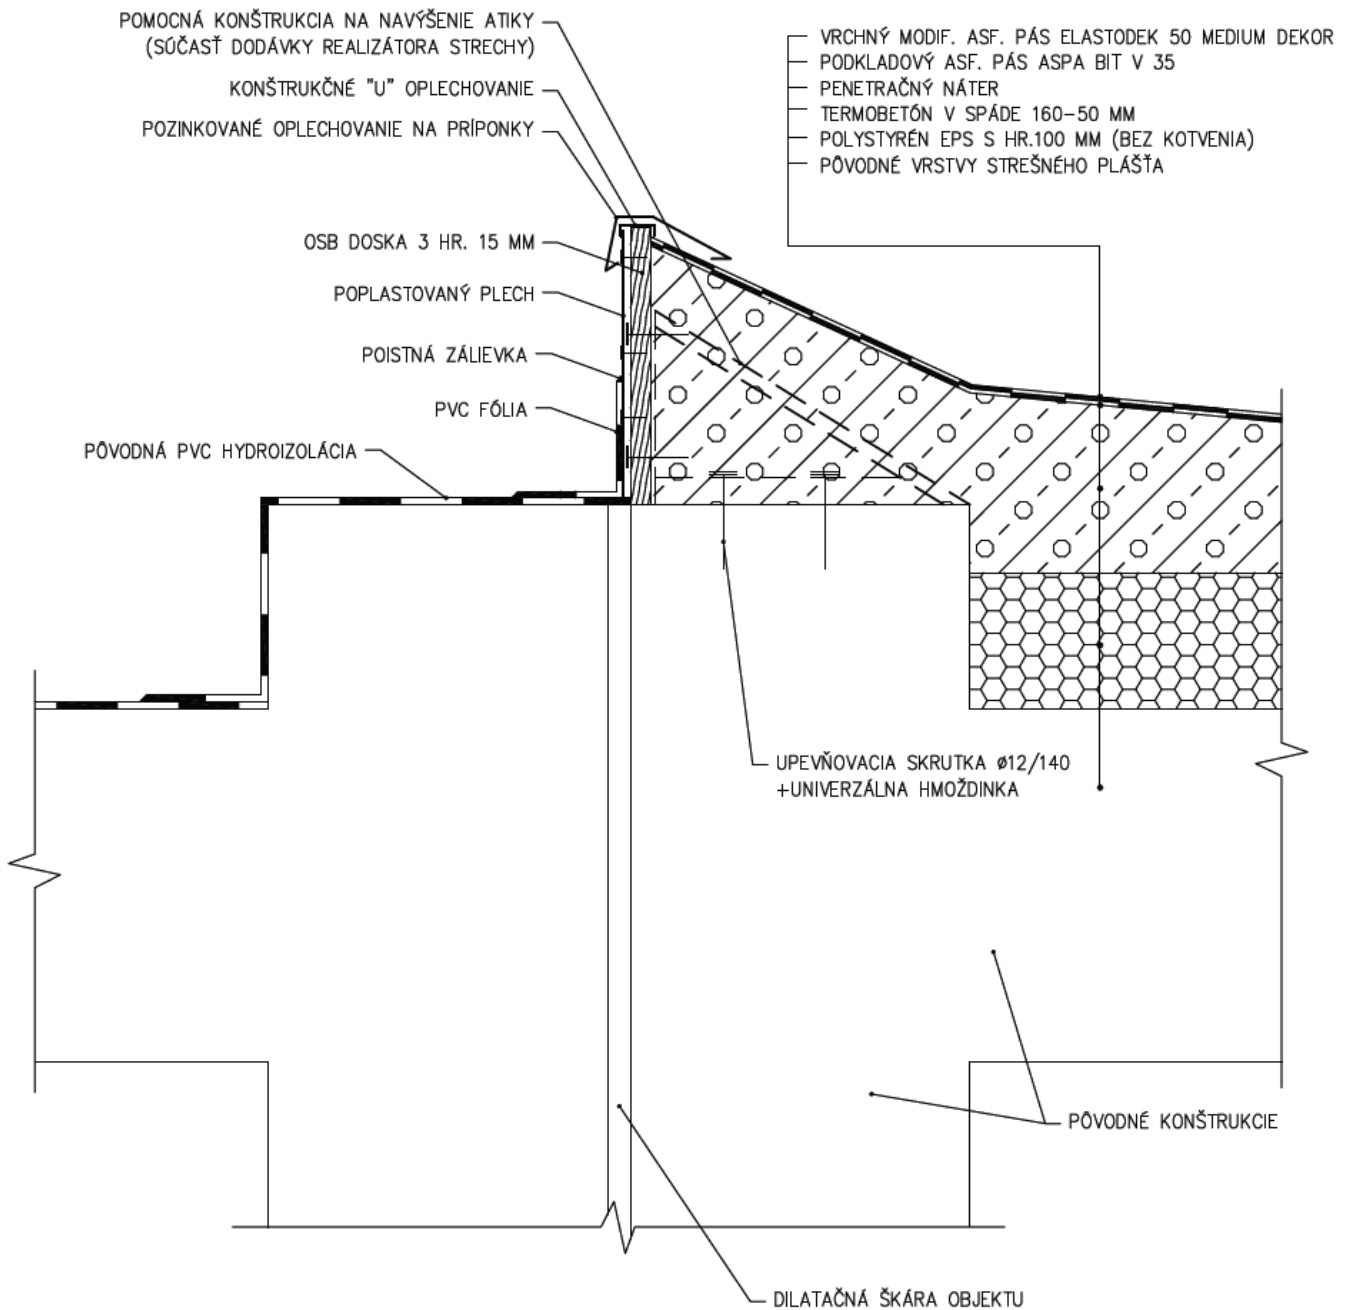 POMOCNÁ KONŠTRUKCIA NA NAVÝŠENIE ATIKY
(SÚČASŤ DODÁVKY REALIZÁTORA STRECHY)
KONŠTRUKČNÉ "U" OPLECHOVANIE
POZINKOVANÉ OPLECHOVANIE NA PRÍPONKY
VRCHNÝ MODIF. ASF. PÁS ELASTODEK 50 MEDIUM DEKOR
PODKLADOVÝ ASF. PÁS ASPA BIT V 35
PENETRAČNÝ NÁTER
TERMOBETÓN V SPÁDE 160-50 MM
POLYSTYRÉN EPS S HR.100 MM (BEZ KOTVENIA)
PÔVODNÉ VRSTVY STREŠNÉHO PLÁŠŤA
OSB DOSKA 3 HR. 15 MM
POPLASTOVANÝ PLECH
POISTNÁ ZÁLIEVKA
PVC FÓLIA
PÔVODNÁ PVC HYDROIZOLÁCIA
UPEVŇOVACIA SKRUTKA ø12/140
+UNIVERZÁLNA HMOŽDINKA
PÔVODNÉ KONŠTRUKCIE
DILATAČNÁ ŠKÁRA OBJEKTU